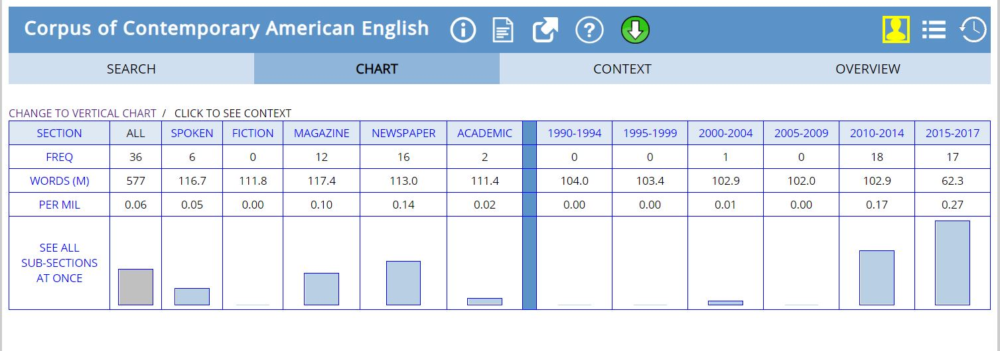 Corpus of Contemporary American English
SEARCH CHART CONTEXT OVERVIEW
CHANGE TO VERTICAL CHART / CLICK TO SEE CONTEXT
SECTION ALL SPOKEN FICTION MAGAZINE NEWSPAPER ACADEMIC 1990-1994 1995-1999 2000-2004 2005-2009 2010-2014 2015-2017
FREQ 36 6 0 12 16 2 0 0 1 0 18 17
WORDS (M) 577 116.7 111.8 117.4 113.0 111.4 104.0 103.4 102.9 102.0 102.9 62.3
PER MIL 0.06 0.05 0.00 0.10 0.14 0.02 0.00 0.00 0.01 0.00 0.17 0.27
SEE ALL
SUB-SECTIONS
AT ONCE